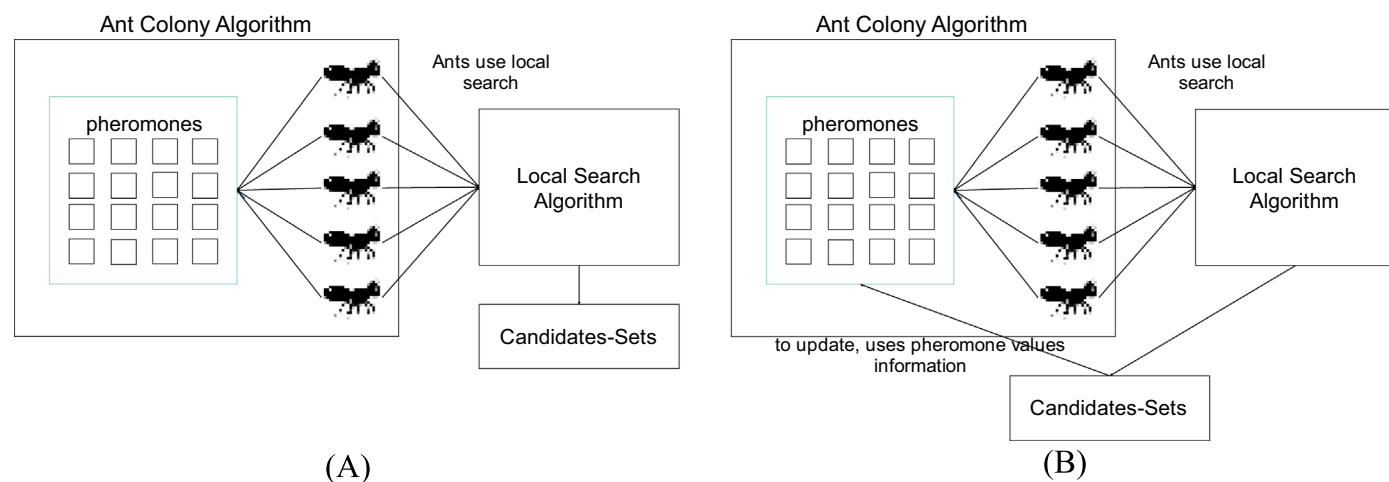 Ant Colony Algorithm
Ants use local
search
pheromones
Local Search
Algorithm
Candidates-Sets
(A)
Ant Colony Algorithm
Ants use local
search
pheromones
Local Search
Algorithm
to update, uses pheromone values
information
Candidates-Sets
(B)